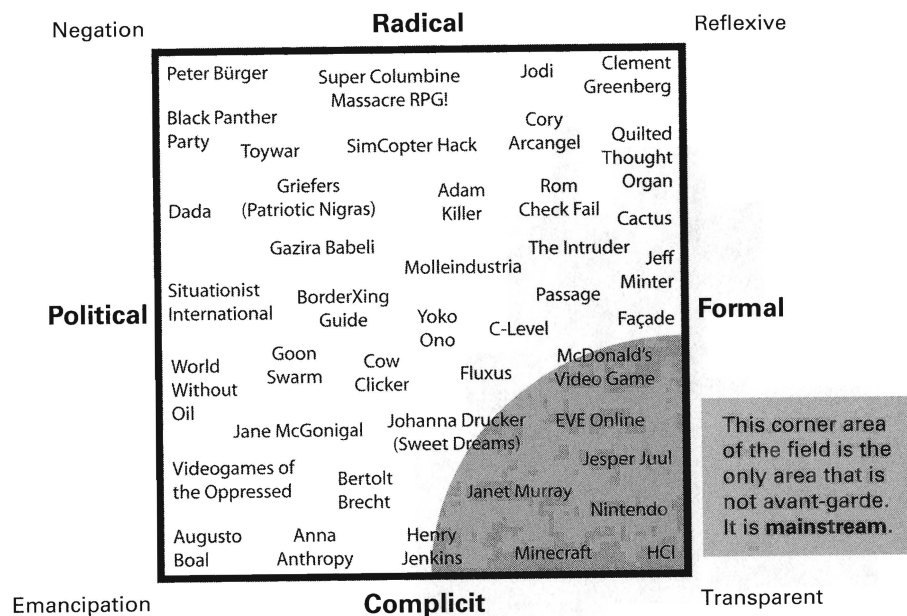 Negation
Radical
Reflexive
Peter Bürger
Super Columbine
Massacre RPG!
Jodi
Clement
Greenberg
Black Panther
Party
Toywar
SimCopter Hack
Cory
Arcangel
Quilted
Thought
Organ
Dada
Griefers
(Patriotic Nigras)
Adam
Killer
Rom
Check Fail
Cactus
Gazira Babeli
Molleindustria
The Intruder
Jeff
Minter
Political
Situationist
International
BorderXing
Guide
Yoko
Ono
C-Level
Passage
Façade
Formal
World
Without
Oil
Goon
Swarm
Cow
Clicker
Fluxus
McDonald's
Video Game
Jane McGonigal
Johanna Drucker
(Sweet Dreams)
EVE Online
Jesper Juul
Videogames of
the Oppressed
Bertolt
Brecht
Janet Murray
Nintendo
Augusto
Boal
Anna
Anthropy
Henry
Jenkins
Minecraft
HCI
This corner area
of the field is the
only area that is
not avant-garde.
It is mainstream.
Emancipation
Complicit
Transparent